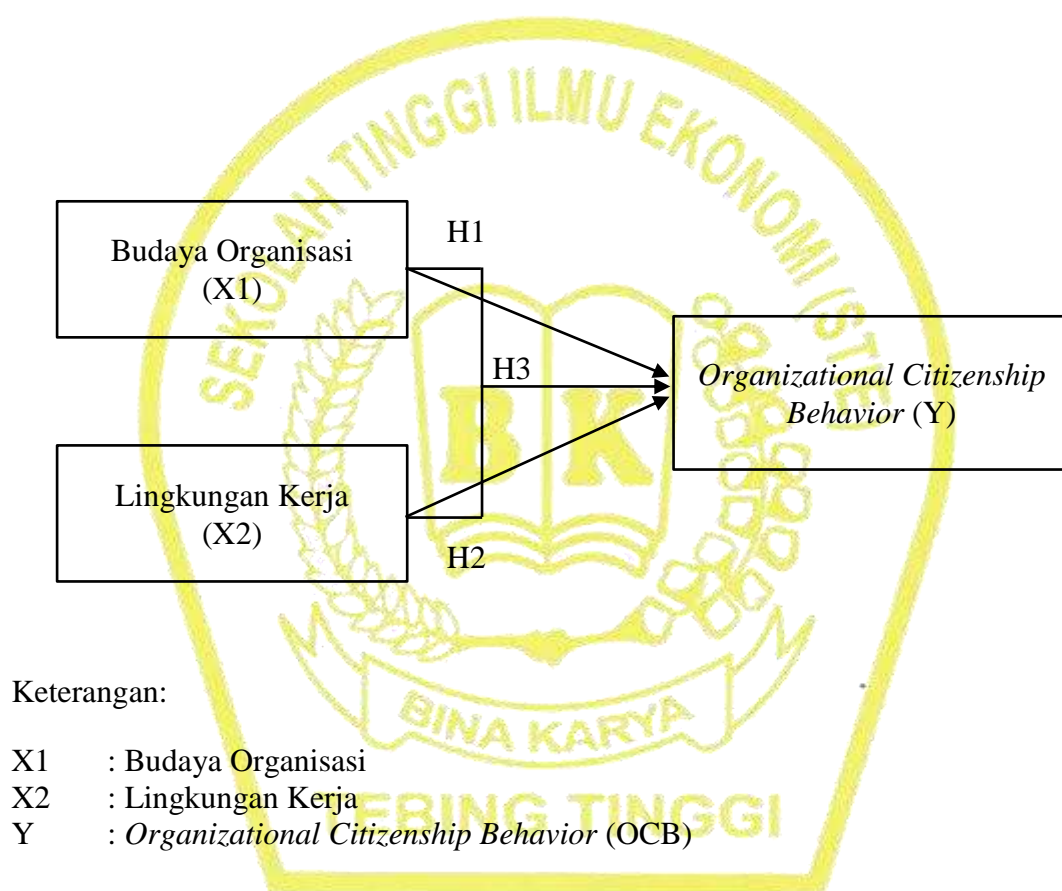 SEKOLAH TINGGI ILMU EKONOMI (STIE)
Budaya Organisasi
(X1)
H1
H3
Organizational Citizenship
Behavior (Y)
Lingkungan Kerja
(X2)
H2
B K
BINA KARYA
TEBING TINGGI
Keterangan:
X1 : Budaya Organisasi
X2 : Lingkungan Kerja
Y : Organizational Citizenship Behavior (OCB)